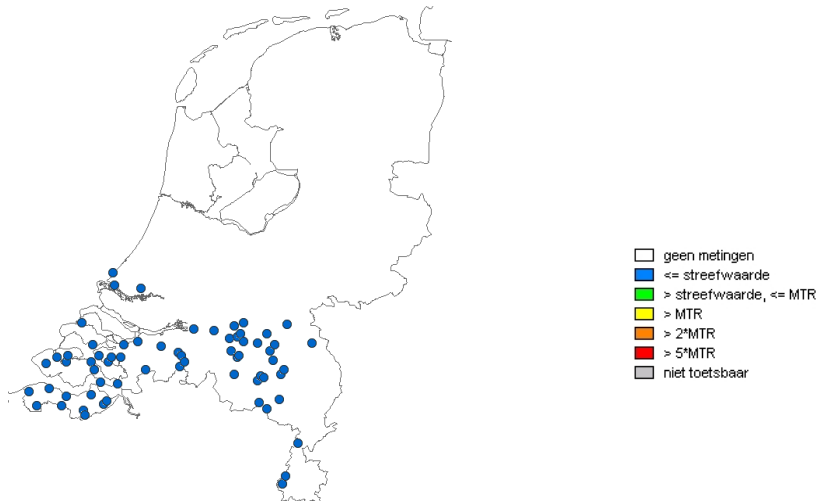 geen metingen
<= streefwaarde
> streefwaarde, <= MTR
> MTR
> 2*MTR
> 5*MTR
niet toetsbaar